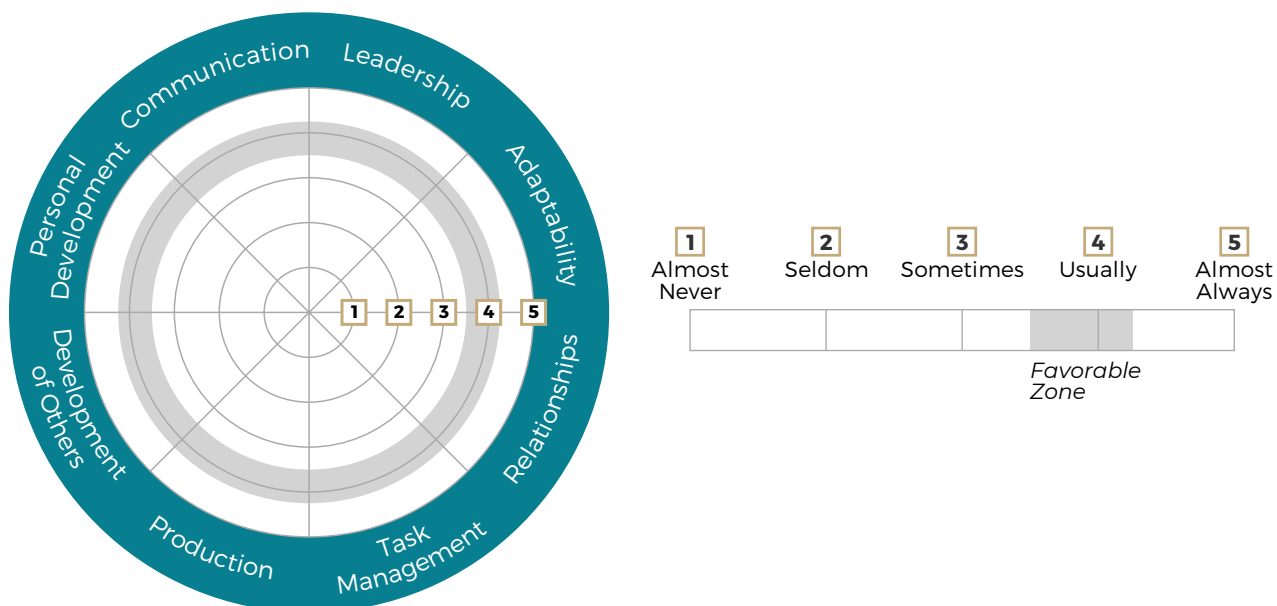 Communication
Leadership
Adaptability
Relationships
Task
Management
Production
Development
of Others
Personal
Development
1
2
3
4
5
1
2
3
4
5
Almost
Never
Seldom
Sometimes
Usually
Almost
Always
Favorable
Zone